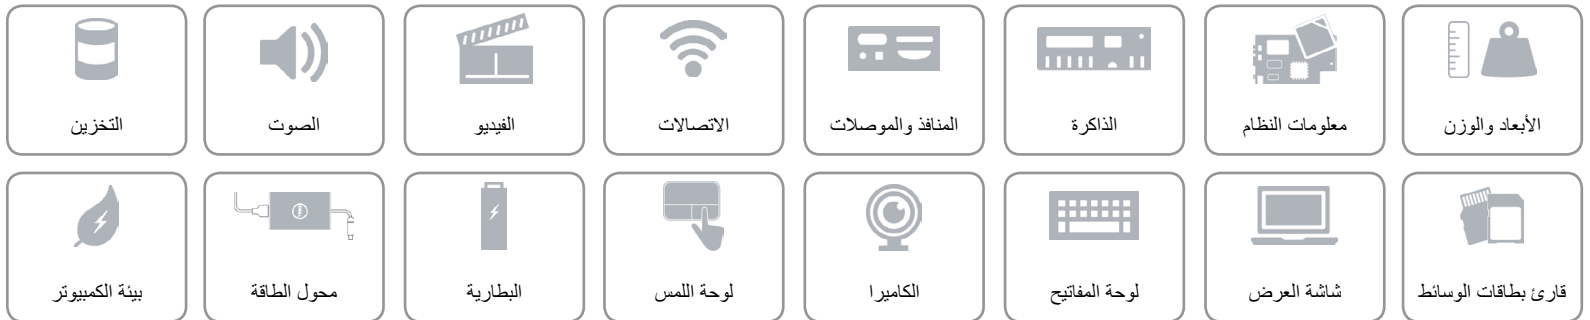 الأبعاد والوزن
معلومات النظام
الذاكرة
المنافذ والموصلات
الاتصالات
الفيديو
الصوت
التخزين
قارئ بطاقات الوسائط
شاشة العرض
لوحة المفاتيح
الكاميرا
لوحة اللمس
البطارية
محول الطاقة
بيئة الكمبيوتر